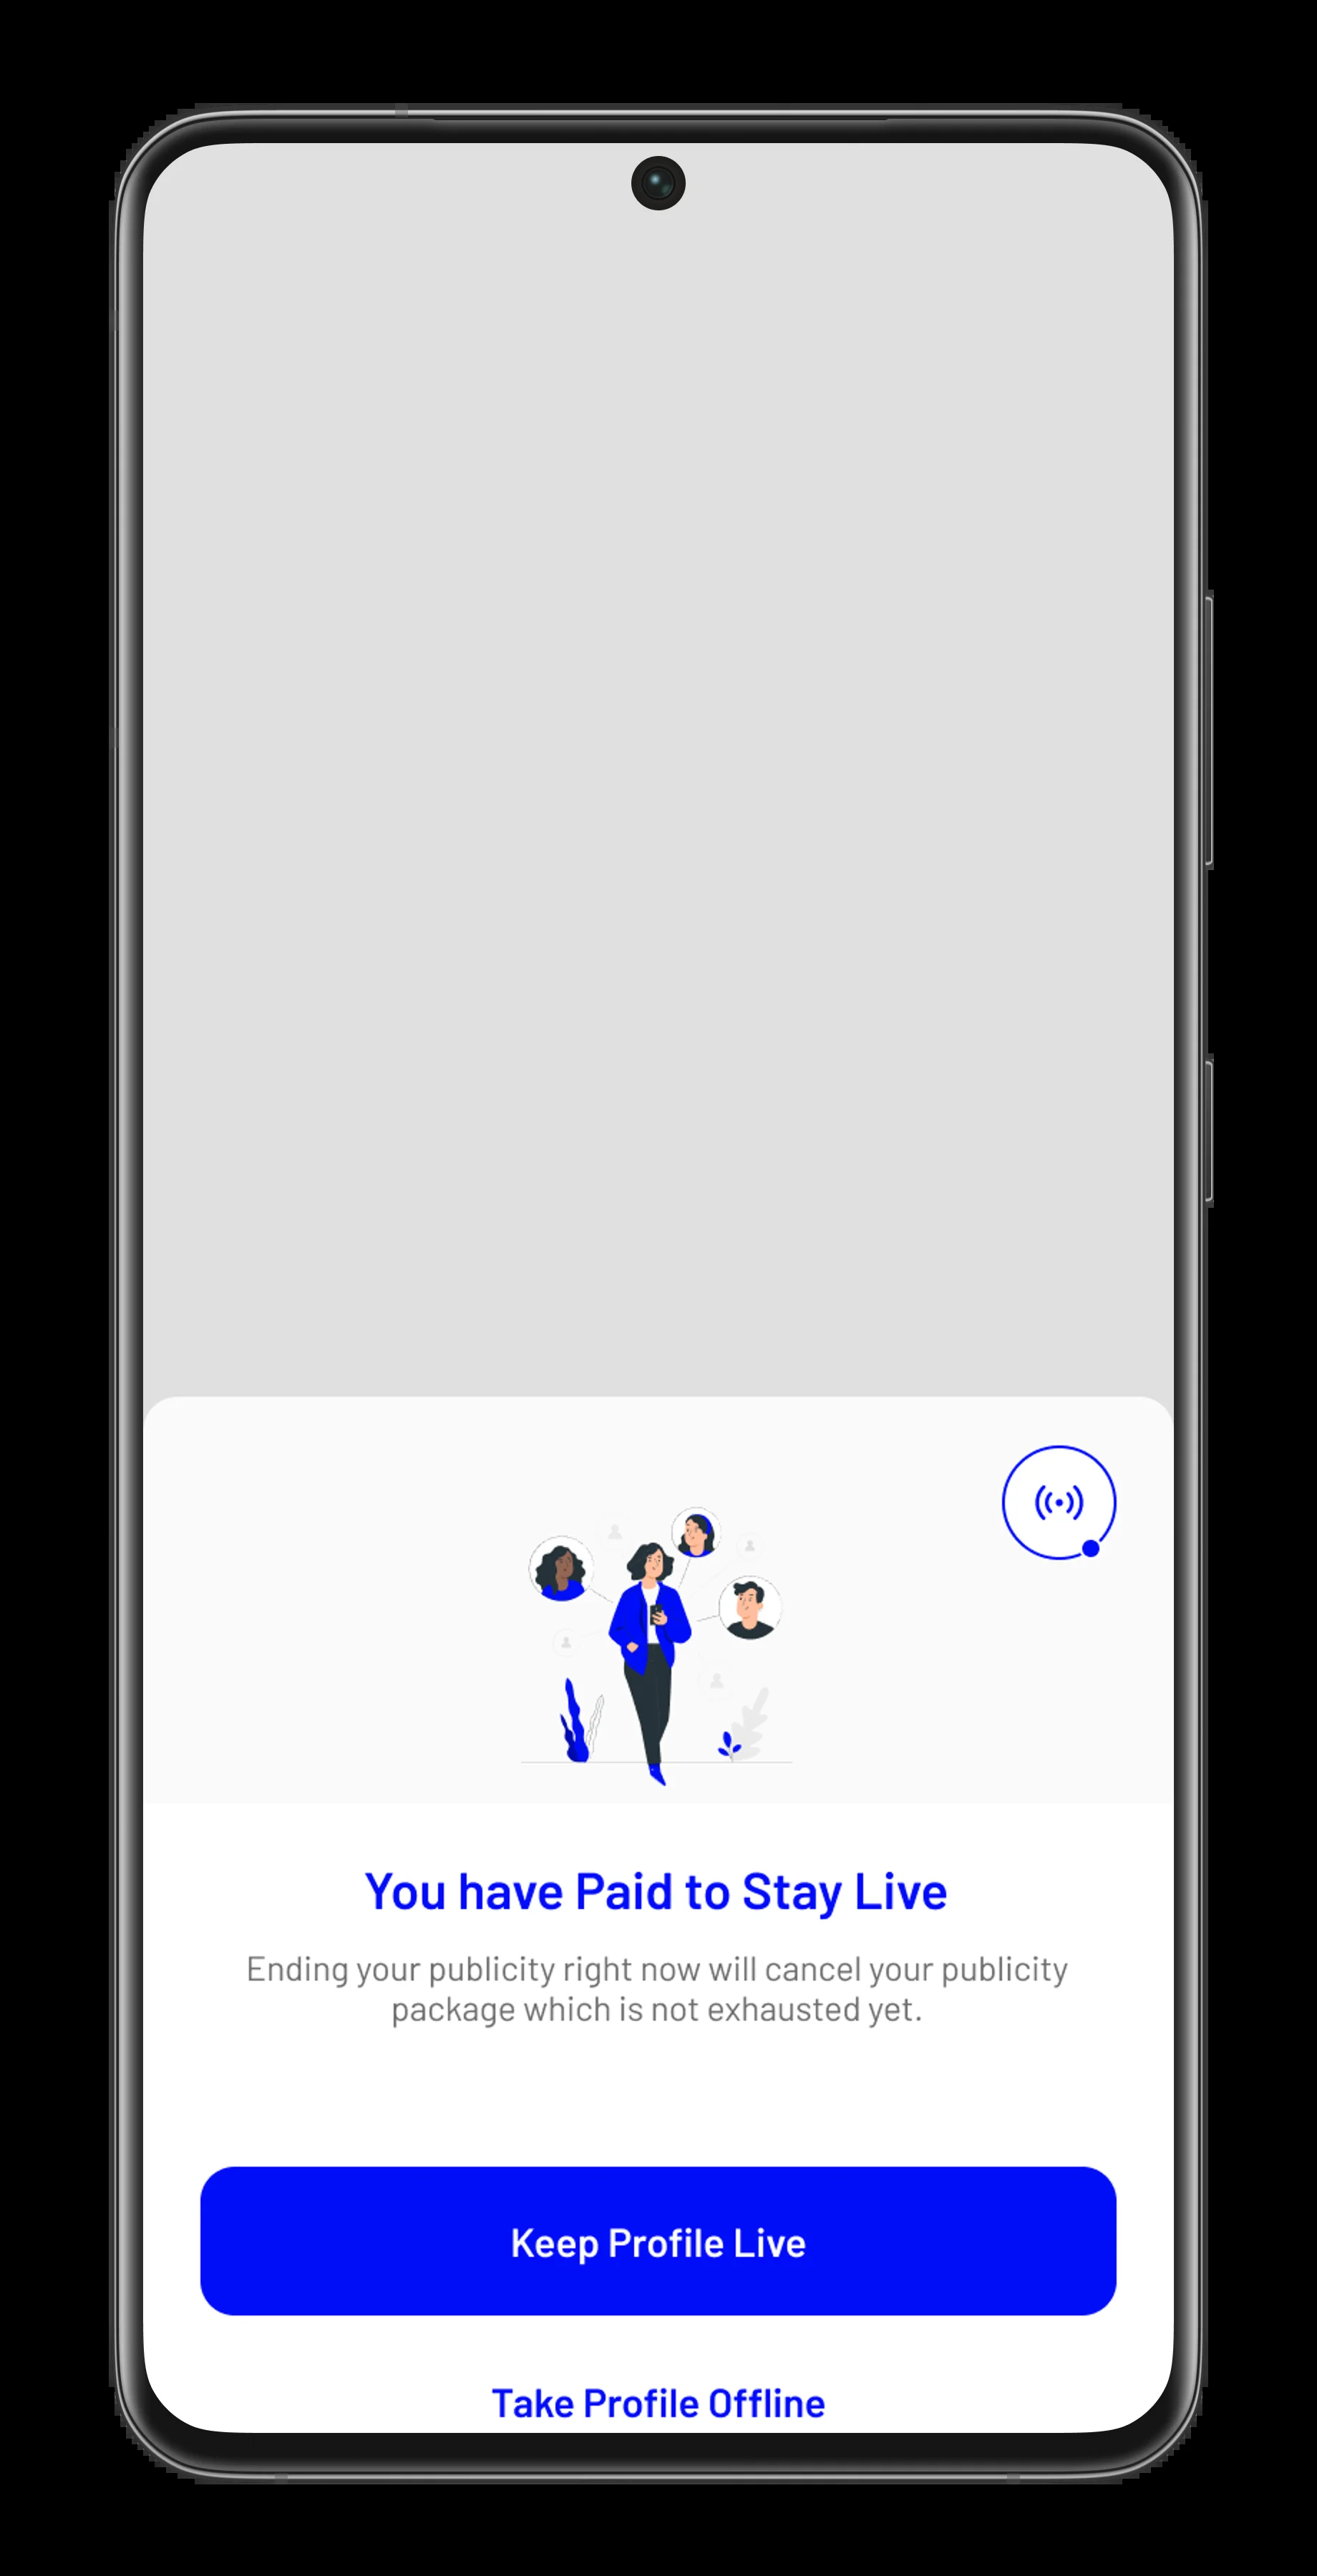 You have Paid to Stay Live
Ending your publicity right now will cancel your publicity
package which is not exhausted yet.
Keep Profile Live
Take Profile Offline